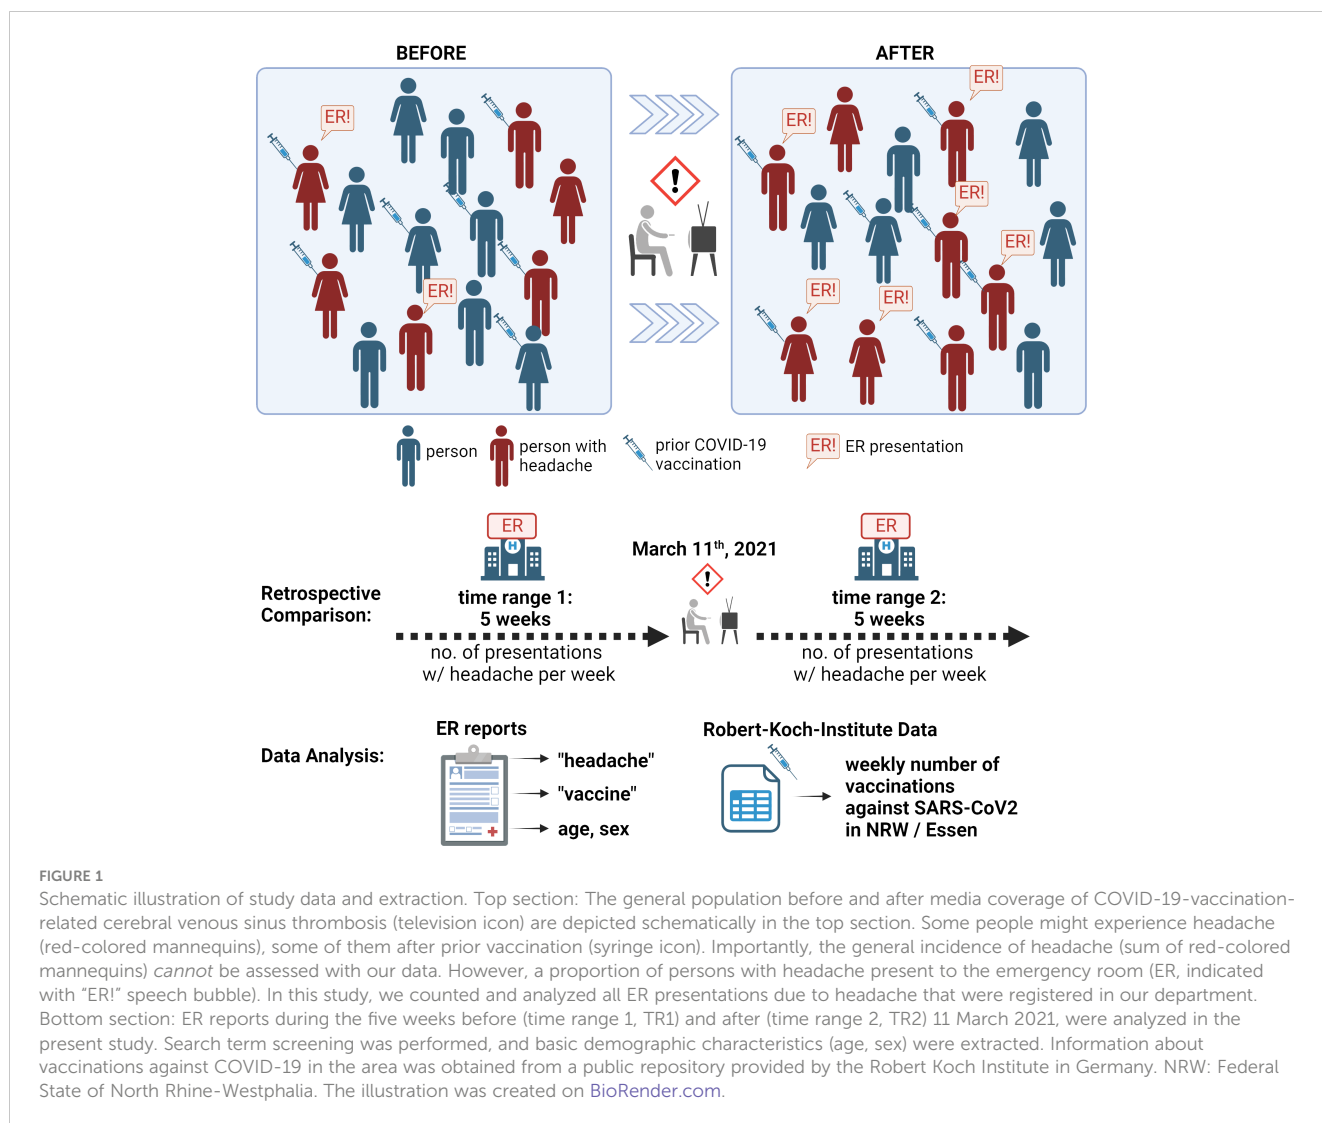 BEFORE
AFTER
ER!
ER!
ER!
ER!
ER!
ER!
ER!
ER!
person
person with
headache
prior COVID-19
vaccination
ER!
ER presentation
ER
ER
March 11th, 2021
Retrospective
Comparison:
time range 1:
5 weeks
time range 2:
5 weeks
no. of presentations
w/ headache per week
no. of presentations
w/ headache per week
ER reports
Robert-Koch-Institute Data
Data Analysis:
"headache"
"vaccine"
age, sex
weekly number of
vaccinations
against SARS-CoV2
in NRW / Essen
FIGURE 1
Schematic illustration of study data and extraction. Top section: The general population before and after media coverage of COVID-19-vaccination-
related cerebral venous sinus thrombosis (television icon) are depicted schematically in the top section. Some people might experience headache
(red-colored mannequins), some of them after prior vaccination (syringe icon). Importantly, the general incidence of headache (sum of red-colored
mannequins) cannot be assessed with our data. However, a proportion of persons with headache present to the emergency room (ER, indicated
with “ER!” speech bubble). In this study, we counted and analyzed all ER presentations due to headache that were registered in our department.
Bottom section: ER reports during the five weeks before (time range 1, TR1) and after (time range 2, TR2) 11 March 2021, were analyzed in the
present study. Search term screening was performed, and basic demographic characteristics (age, sex) were extracted. Information about
vaccinations against COVID-19 in the area was obtained from a public repository provided by the Robert Koch Institute in Germany. NRW: Federal
State of North Rhine-Westphalia. The illustration was created on BioRender.com.